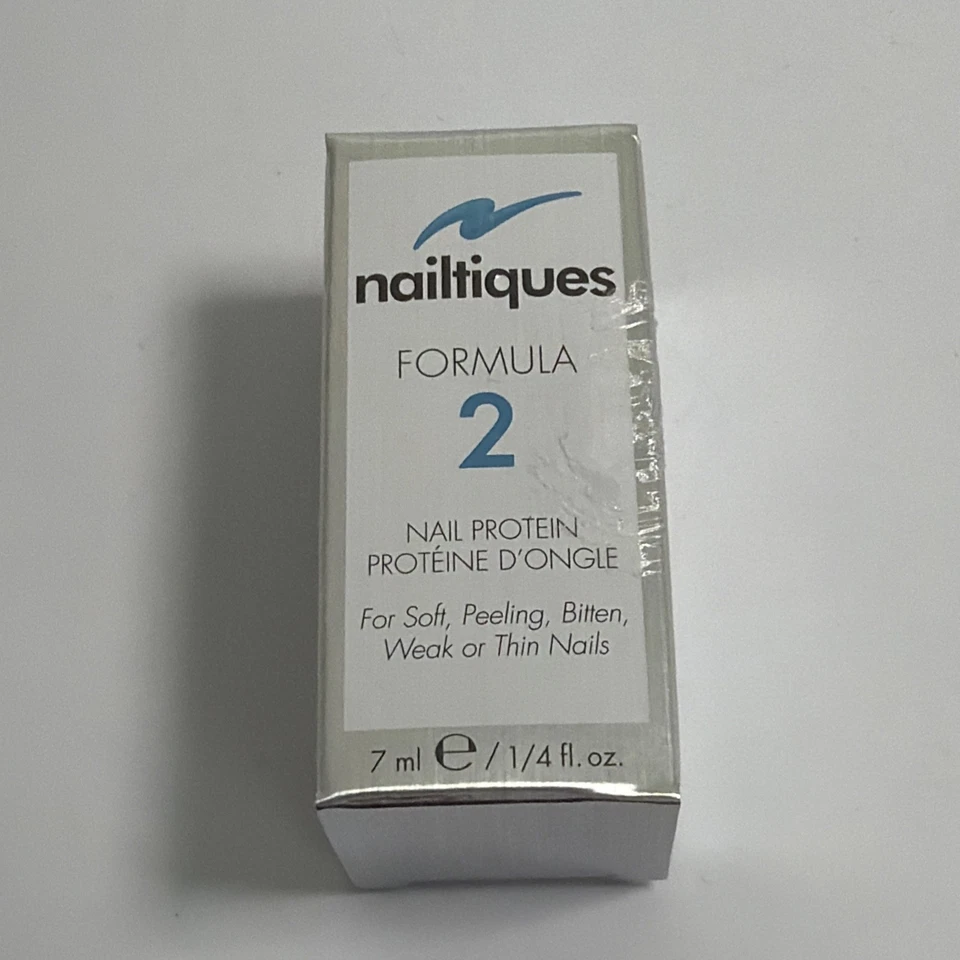 nailtiques
FORMULA
2
NAIL PROTEIN
PROTÉINE D'ONGLE
For Soft, Peeling, Bitten,
Weak or Thin Nails
7 ml ℮ / 1/4 fl. oz.